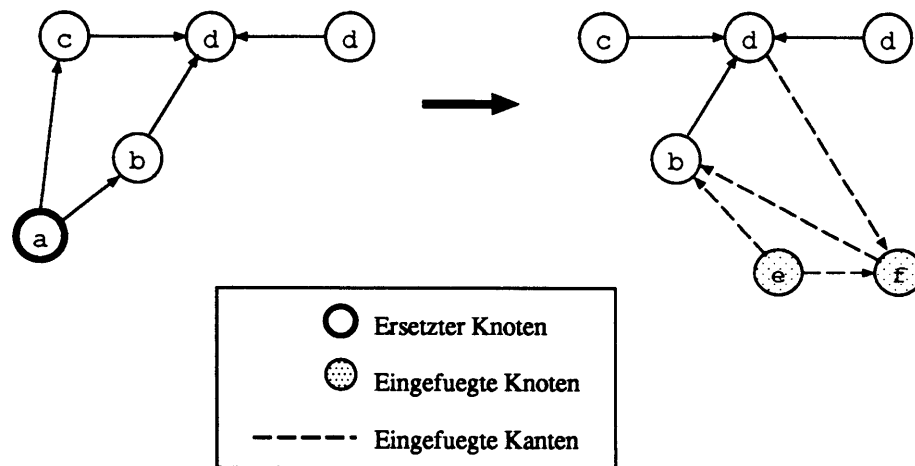 c d d
c d d
b
b
a
e f
Ersetzter Knoten
Eingefuegte Knoten
Eingefuegte Kanten